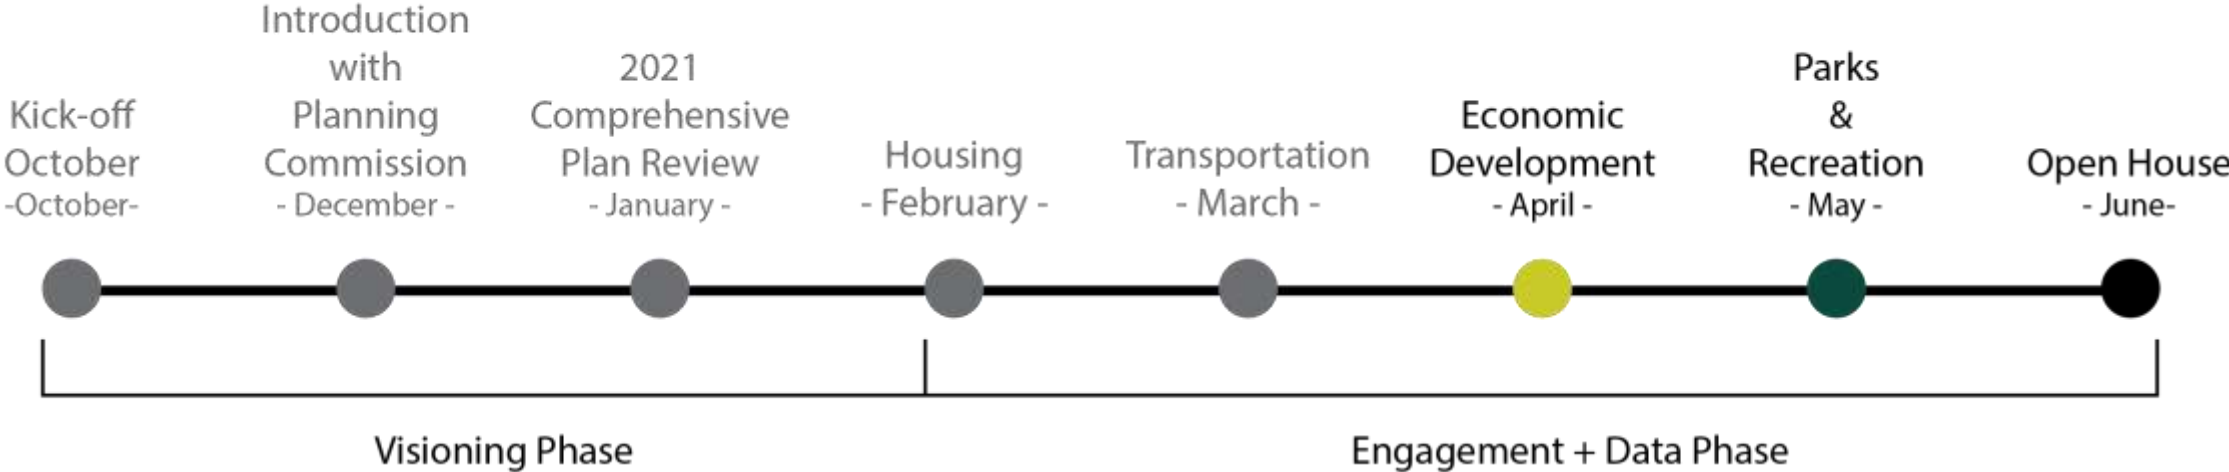 Kick-off
October
-October-
Introduction
with
Planning
Commission
- December -
2021
Comprehensive
Plan Review
- January -
Housing
- February -
Transportation
- March -
Economic
Development
- April -
Parks
&
Recreation
- May -
Open House
- June-
Visioning Phase
Engagement + Data Phase